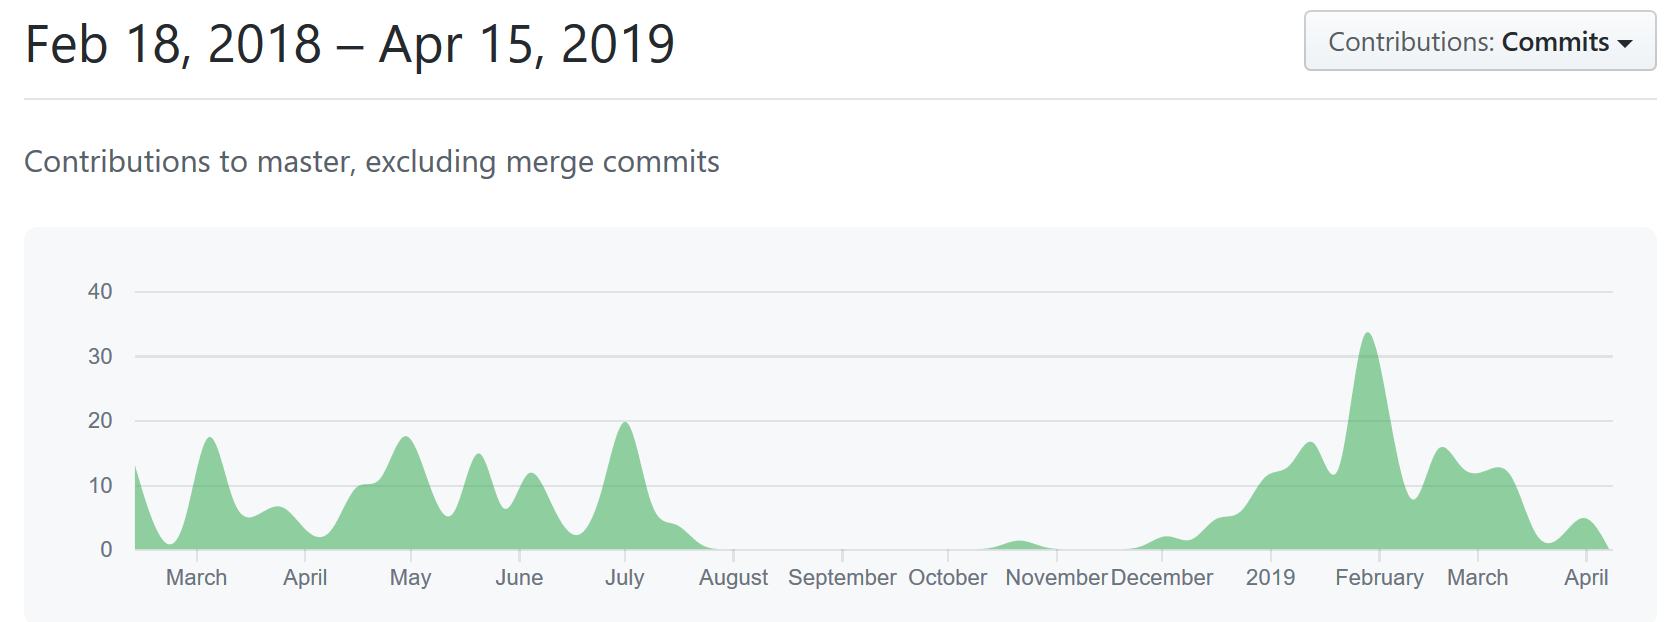 Feb 18, 2018 – Apr 15, 2019
Contributions: Commits
Contributions to master, excluding merge commits
40
30
20
10
0
March April May June July August September October November December 2019 February March April